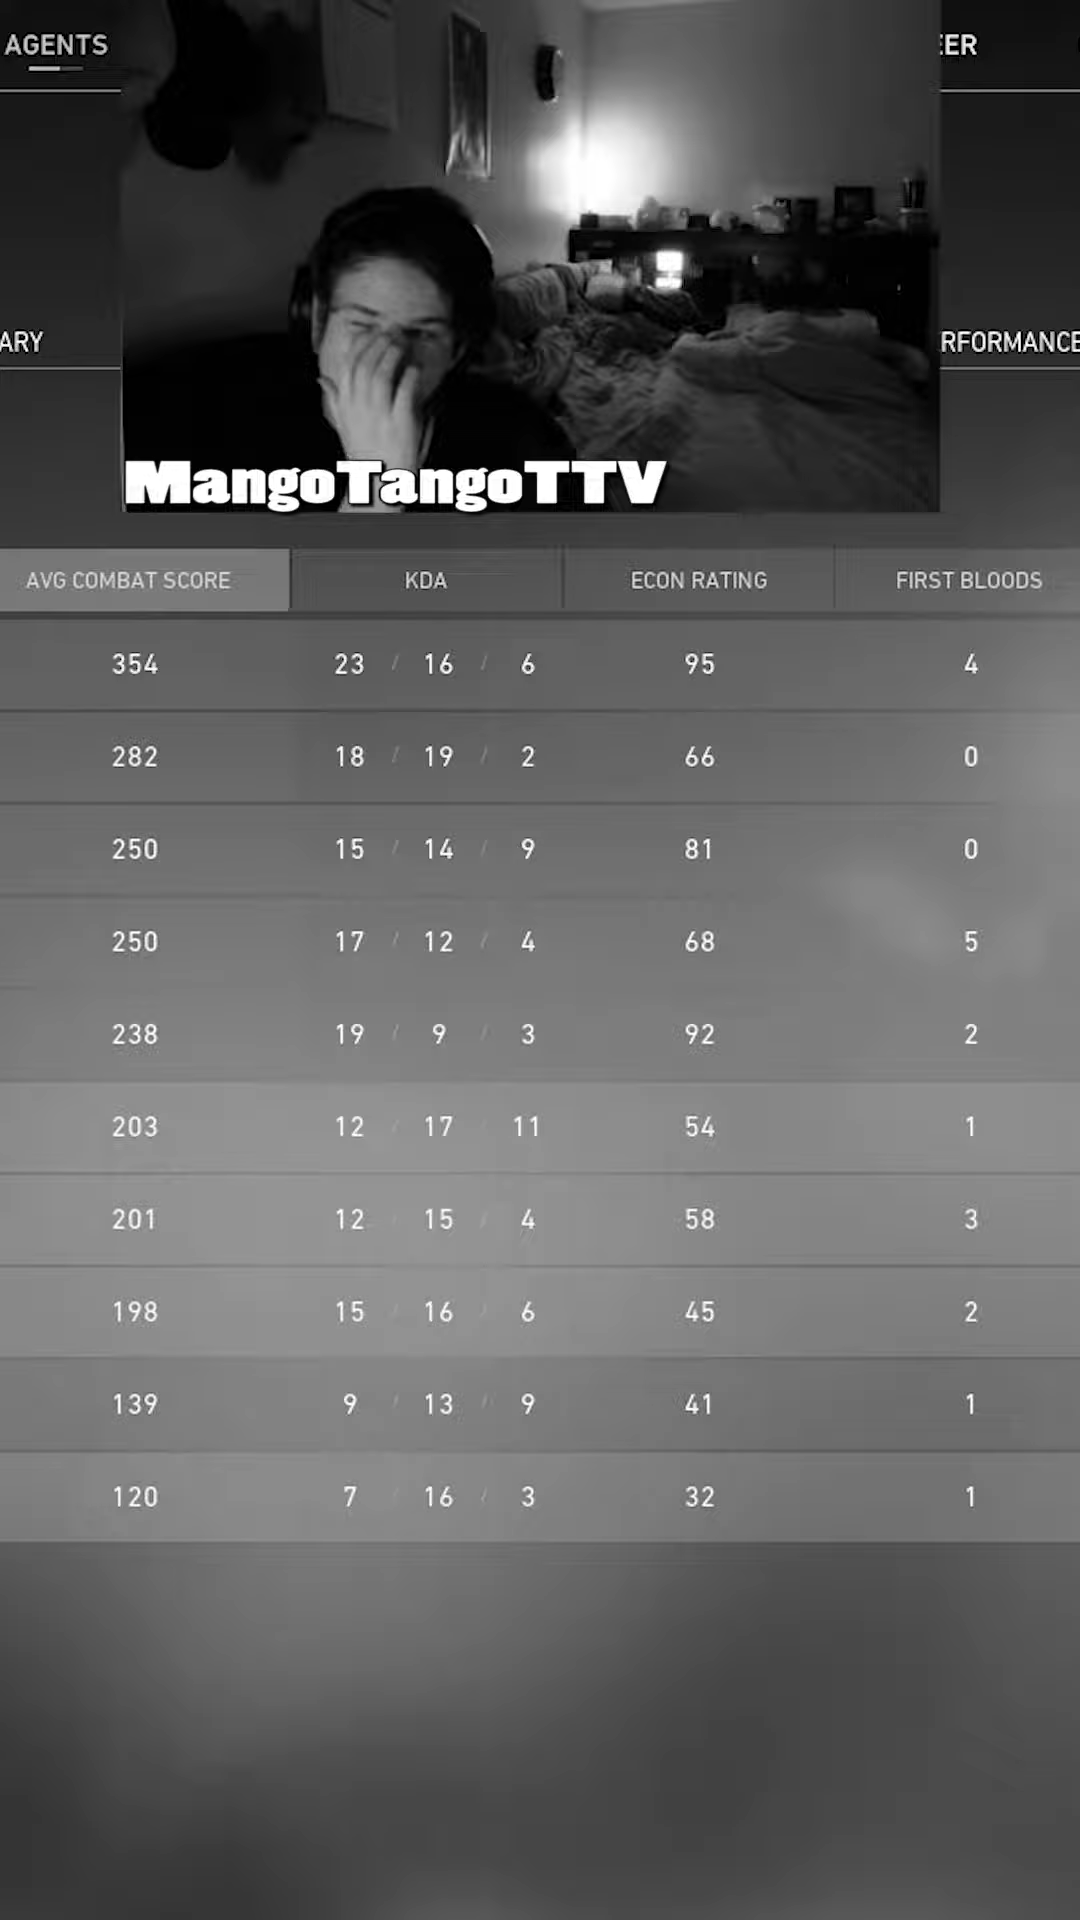 AGENTS
EER
ARY
RFORMANCE
MangoTangoTTV
AVG COMBAT SCORE KDA ECON RATING FIRST BLOODS
354 23 / 16 / 6 95 4
282 18 / 19 / 2 66 0
250 15 / 14 / 9 81 0
250 17 / 12 / 4 68 5
238 19 / 9 / 3 92 2
203 12 / 17 / 11 54 1
201 12 / 15 / 4 58 3
198 15 / 16 / 6 45 2
139 9 / 13 / 9 41 1
120 7 / 16 / 3 32 1